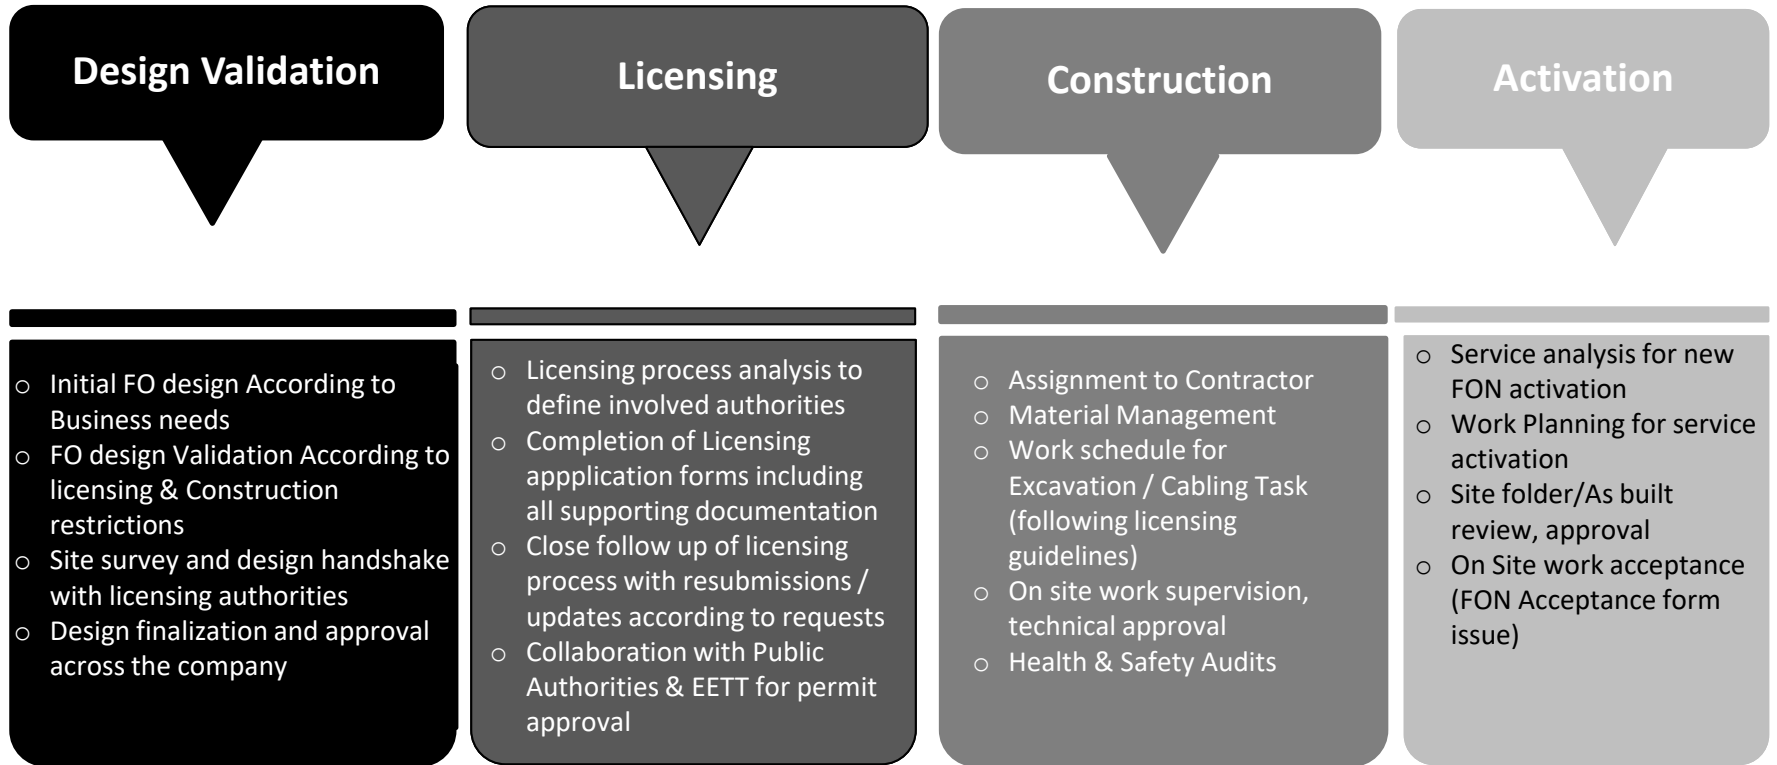 Design Validation
Licensing
Construction
Activation
o Initial FO design According to
Business needs
o FO design Validation According to
licensing & Construction
restrictions
o Site survey and design handshake
with licensing authorities
o Design finalization and approval
across the company
o Licensing process analysis to
define involved authorities
o Completion of Licensing
appplication forms including
all supporting documentation
o Close follow up of licensing
process with resubmissions /
updates according to requests
o Collaboration with Public
Authorities & EETT for permit
approval
o Assignment to Contractor
o Material Management
o Work schedule for
Excavation / Cabling Task
(following licensing
guidelines)
o On site work supervision,
technical approval
o Health & Safety Audits
o Service analysis for new
FON activation
o Work Planning for service
activation
o Site folder/As built
review, approval
o On Site work acceptance
(FON Acceptance form
issue)